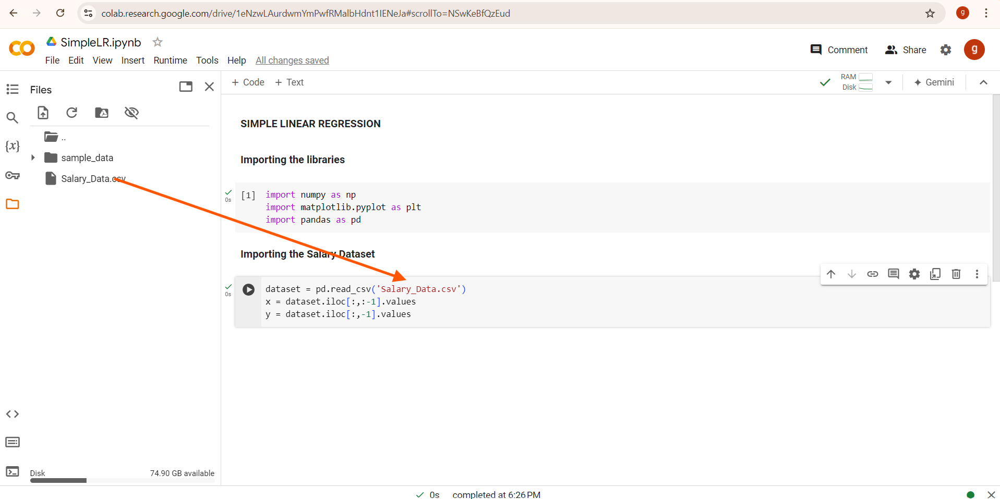 colab.research.google.com/drive/1eNzwLAurdwmYmPwfRMalbHdnt1IENeJa#scrollTo=NSwKeBfQzEud
g
SimpleLR.ipynb
File Edit View Insert Runtime Tools Help All changes saved
Comment Share g
Files
+ Code + Text
RAM
Disk
Gemini
..
sample_data
Salary_Data.csv
{x}
SIMPLE LINEAR REGRESSION
Importing the libraries
0s
[1] import numpy as np
import matplotlib.pyplot as plt
import pandas as pd
Importing the Salary Dataset
0s
dataset = pd.read_csv('Salary_Data.csv')
x = dataset.iloc[:,:-1].values
y = dataset.iloc[:,-1].values
Disk 74.90 GB available
0s completed at 6:26 PM